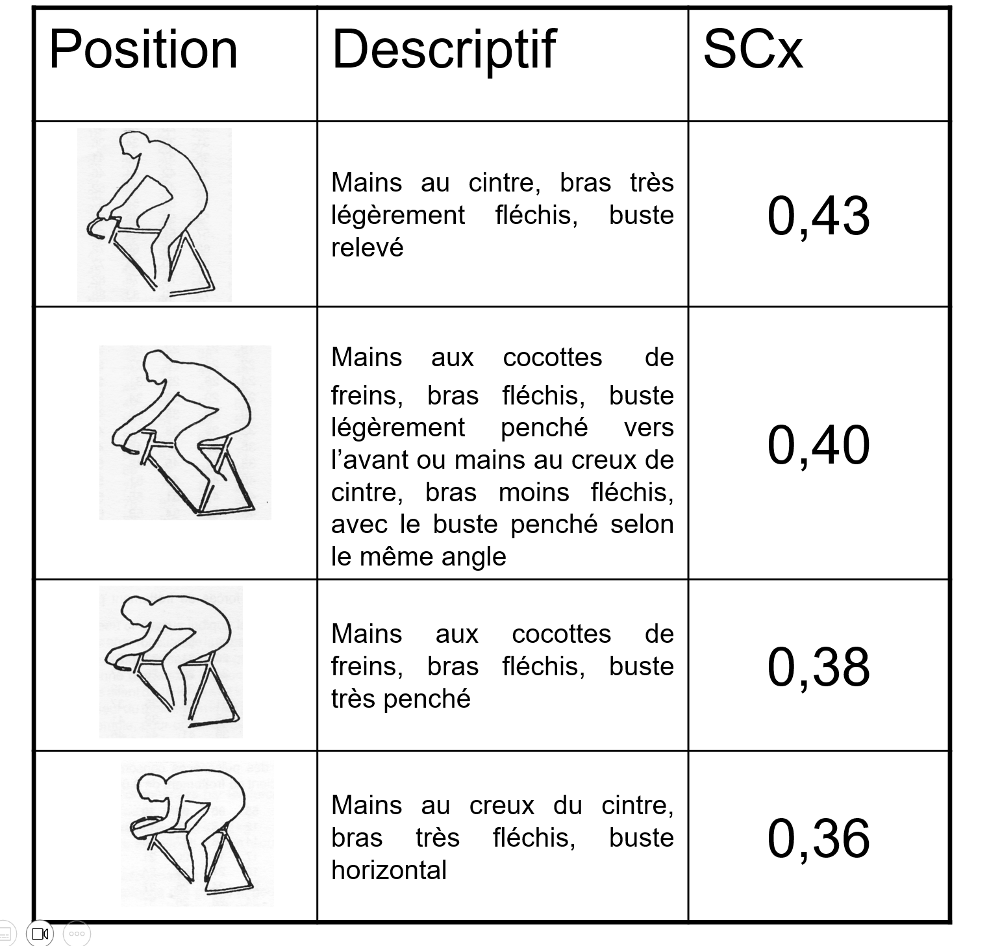 Position Descriptif SCx
Mains au cintre, bras très
légèrement fléchis, buste
relevé
0,43
Mains aux cocottes de
freins, bras fléchis, buste
légèrement penché vers
l’avant ou mains au creux de
cintre, bras moins fléchis,
avec le buste penché selon
le même angle
0,40
Mains aux cocottes de
freins, bras fléchis, buste
très penché
0,38
Mains au creux du cintre,
bras très fléchis, buste
horizontal
0,36